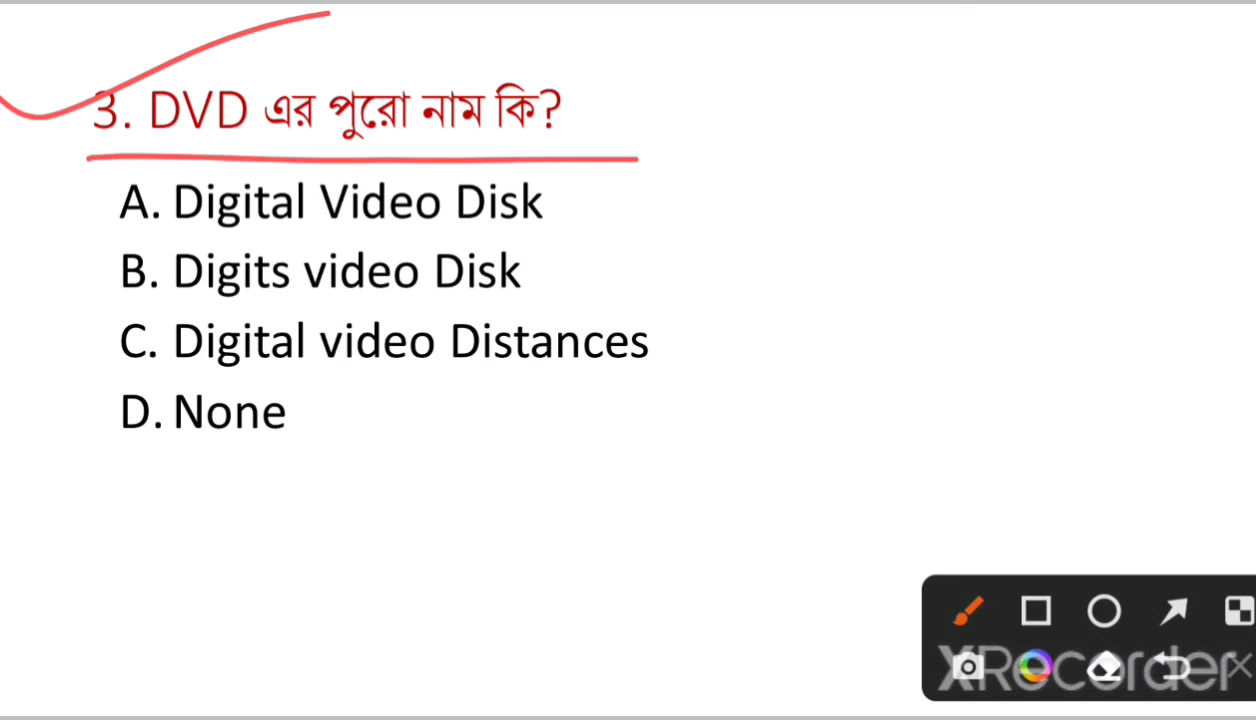 3. DVD এর পুরো নাম কি?
A. Digital Video Disk
B. Digits video Disk
C. Digital video Distances
D. None
XRecorder